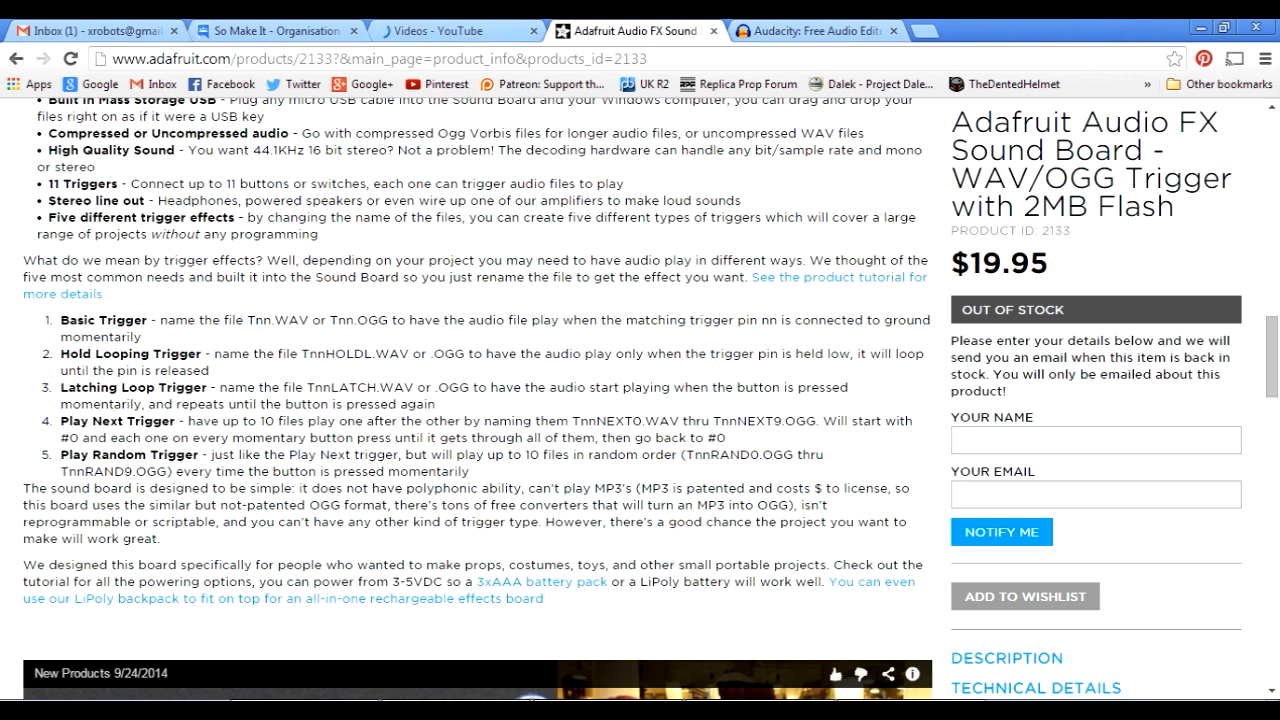 Inbox (1) - xrobots@gmail
So Make It - Organisation
Videos - YouTube
Adafruit Audio FX Sound
Audacity: Free Audio Edit
www.adafruit.com/products/2133?&main_page=product_info&products_id=2133
Apps Google Inbox Facebook Twitter Google+ Pinterest Patreon: Support th... UK R2 Replica Prop Forum Dalek - Project Dale... TheDentedHelmet » Other bookmarks
Built in Mass Storage USB - Plug any micro USB cable into the Sound Board and your Windows computer, you can drag and drop your
files right on as if it were a USB key
• Compressed or Uncompressed audio - Go with compressed Ogg Vorbis files for longer audio files, or uncompressed WAV files
• High Quality Sound - You want 44.1KHz 16 bit stereo? Not a problem! The decoding hardware can handle any bit/sample rate and mono
or stereo
• 11 Triggers - Connect up to 11 buttons or switches, each one can trigger audio files to play
• Stereo line out - Headphones, powered speakers or even wire up one of our amplifiers to make loud sounds
• Five different trigger effects - by changing the name of the files, you can create five different types of triggers which will cover a large
range of projects without any programming
What do we mean by trigger effects? Well, depending on your project you may need to have audio play in different ways. We thought of the
five most common needs and built it into the Sound Board so you just rename the file to get the effect you want. See the product tutorial for
more details
1. Basic Trigger - name the file Tnn.WAV or Tnn.OGG to have the audio file play when the matching trigger pin nn is connected to ground
momentarily
2. Hold Looping Trigger - name the file TnnHOLDL.WAV or .OGG to have the audio play only when the trigger pin is held low, it will loop
until the pin is released
3. Latching Loop Trigger - name the file TnnLATCH.WAV or .OGG to have the audio start playing when the button is pressed
momentarily, and repeats until the button is pressed again
4. Play Next Trigger - have up to 10 files play one after the other by naming them TnnNEXT0.WAV thru TnnNEXT9.OGG. Will start with
#0 and each one on every momentary button press until it gets through all of them, then go back to #0
5. Play Random Trigger - just like the Play Next trigger, but will play up to 10 files in random order (TnnRAND0.OGG thru
TnnRAND9.OGG) every time the button is pressed momentarily
The sound board is designed to be simple: it does not have polyphonic ability, can't play MP3's (MP3 is patented and costs $ to license, so
this board uses the similar but not-patented OGG format, there's tons of free converters that will turn an MP3 into OGG), isn't
reprogrammable or scriptable, and you can't have any other kind of trigger type. However, there's a good chance the project you want to
make will work great.
We designed this board specifically for people who wanted to make props, costumes, toys, and other small portable projects. Check out the
tutorial for all the powering options, you can power from 3-5VDC so a 3xAAA battery pack or a LiPoly battery will work well. You can even
use our LiPoly backpack to fit on top for an all-in-one rechargeable effects board
New Products 9/24/2014
Adafruit Audio FX
Sound Board -
WAV/OGG Trigger
with 2MB Flash
PRODUCT ID: 2133
$19.95
OUT OF STOCK
Please enter your details below and we will
send you an email when this item is back in
stock. You will only be emailed about this
product!
YOUR NAME
YOUR EMAIL
NOTIFY ME
ADD TO WISHLIST
DESCRIPTION
TECHNICAL DETAILS